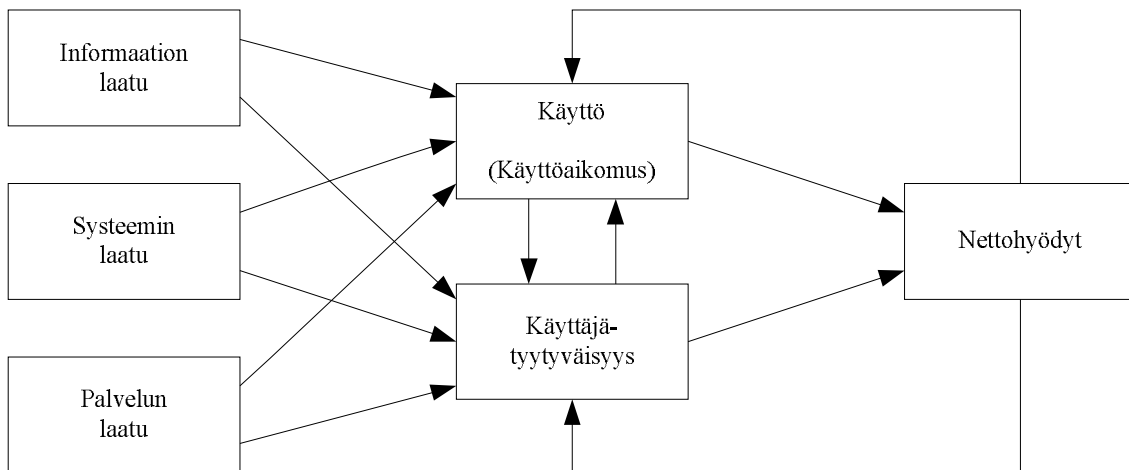 Informaation
laatu
Systeemin
laatu
Palvelun
laatu
Käyttö
(Käyttöaikomus)
Käyttäjä-
tyytyväisyys
Nettohyödyt